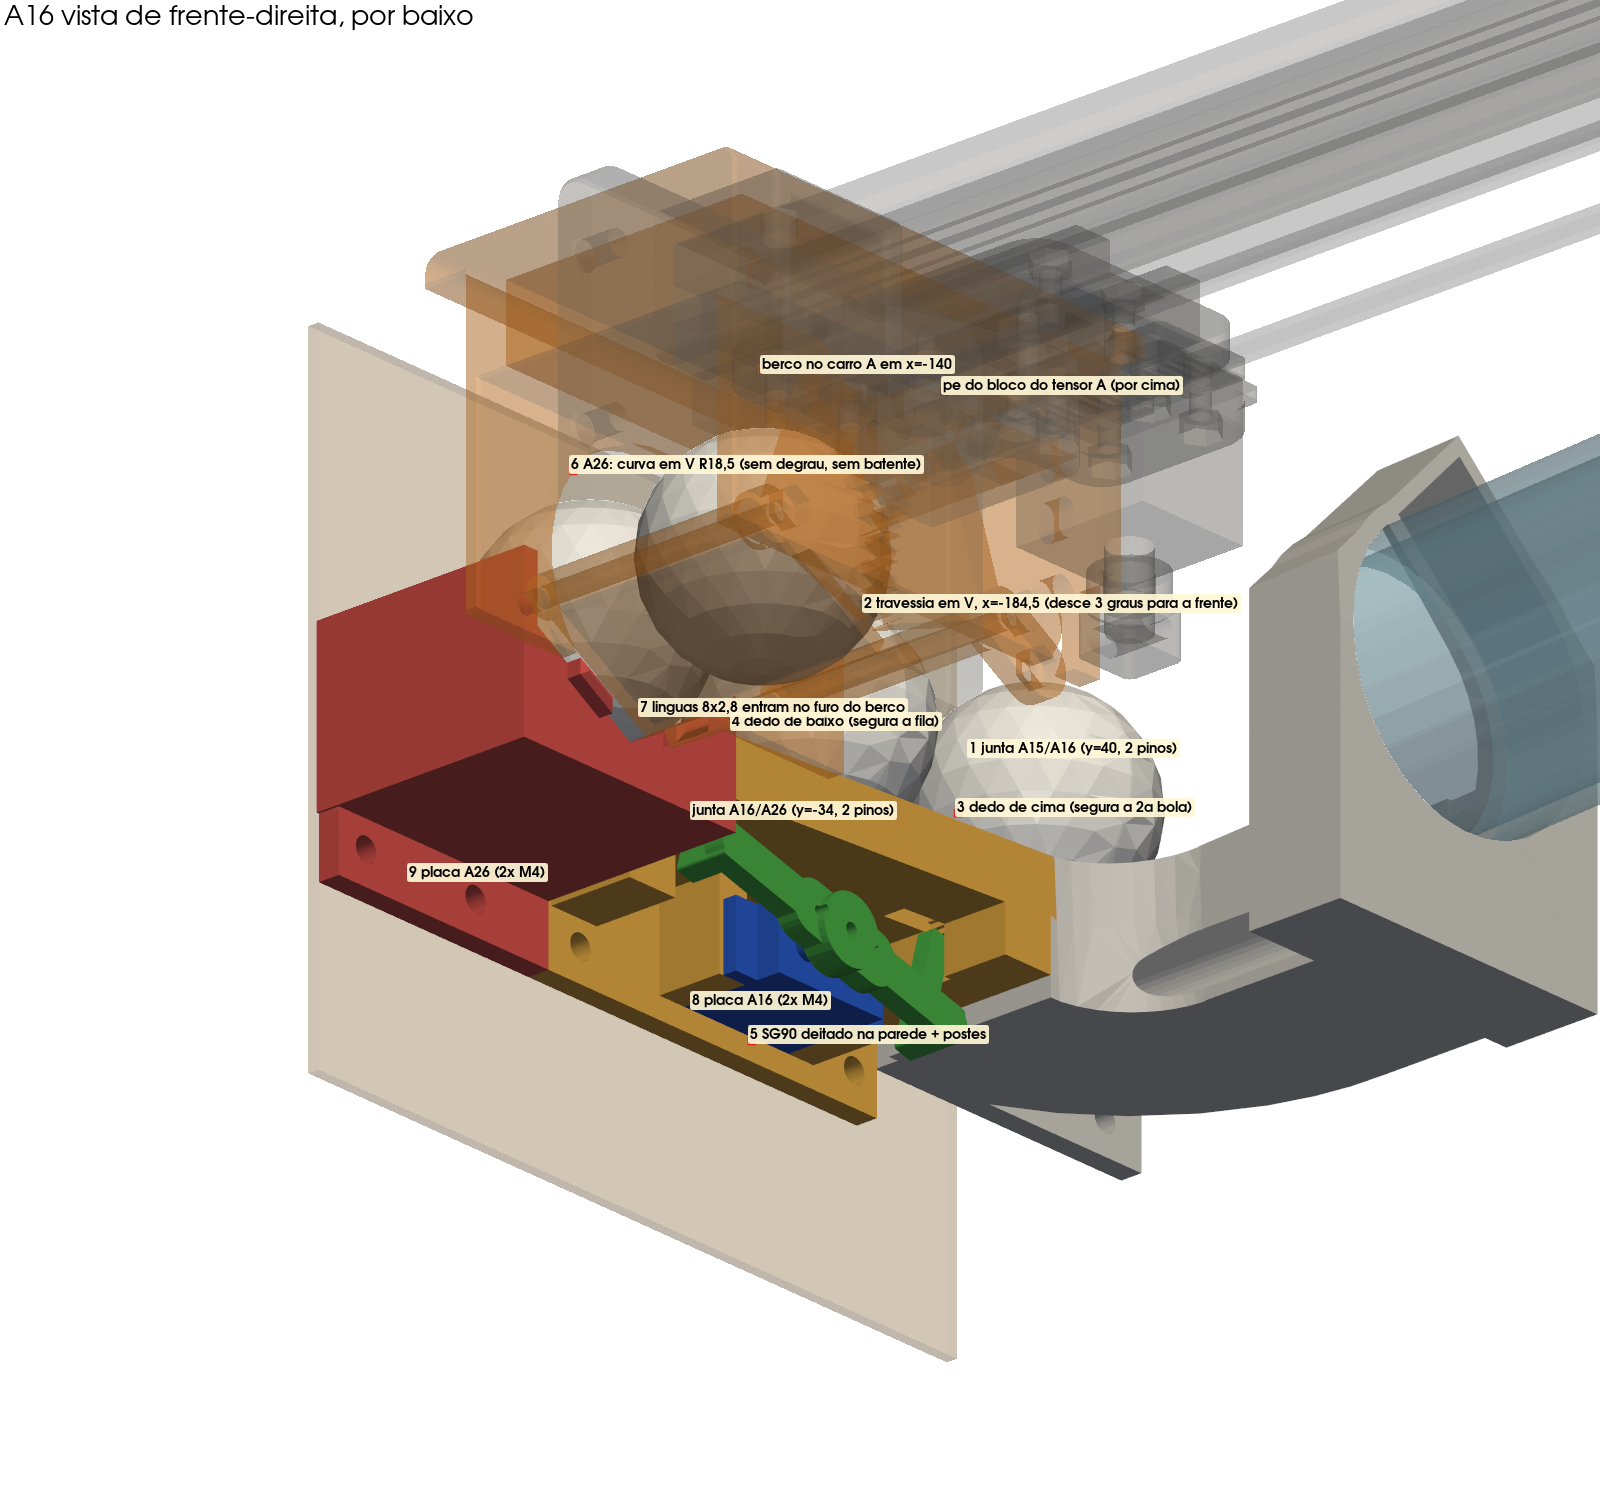 A16 vista de frente-direita, por baixo
berco no carro A em x=-140
pe do bloco do tensor A (por cima)
6 A26: curva em V R18,5 (sem degrau, sem batente)
2 travessia em V, x=-184,5 (desce 3 graus para a frente)
7 linguas 8x2,8 entram no furo do berco
4 dedo de baixo (segura a fila)
1 junta A15/A16 (y=40, 2 pinos)
3 dedo de cima (segura a 2a bola)
junta A16/A26 (y=-34, 2 pinos)
9 placa A26 (2x M4)
8 placa A16 (2x M4)
5 SG90 deitado na parede + postes